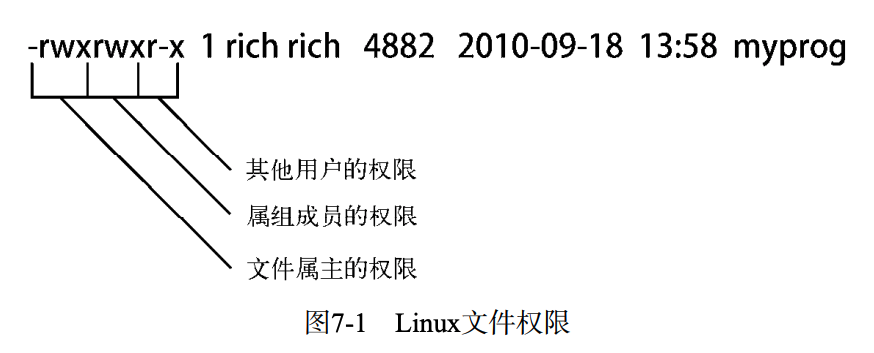 -rwxrwxr-x 1 rich rich 4882 2010-09-18 13:58 myprog
其他用户的权限
属组成员的权限
文件属主的权限
图7-1 Linux文件权限